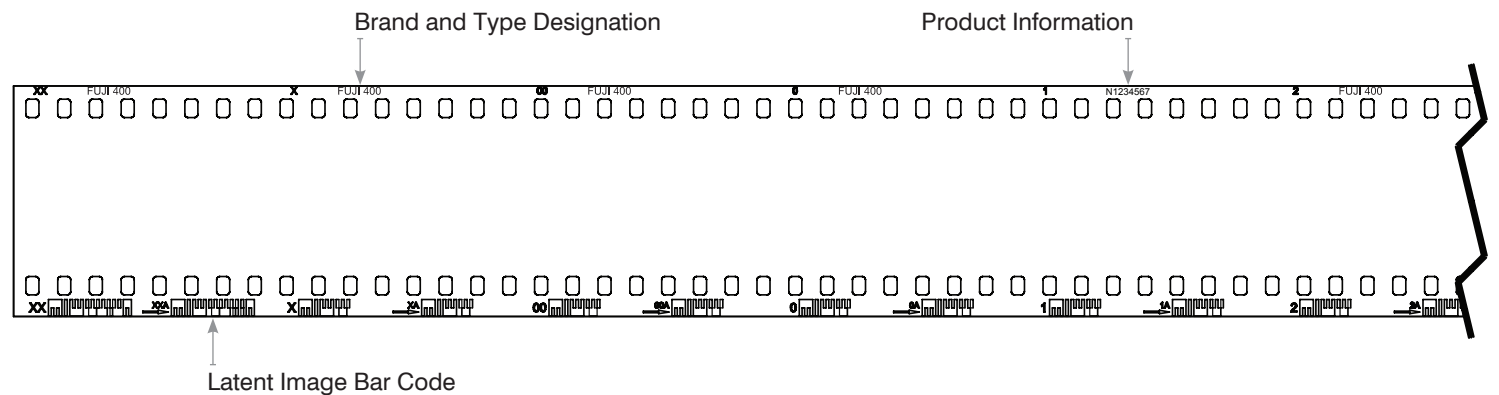 Brand and Type Designation Product Information
XX FUJI 400 X FUJI 400 00 FUJI 400 0 FUJI 400 1 N1234567 2 FUJI 400
XX XXA X XA 00 00A 0 0A 1 1A 2 2A
Latent Image Bar Code